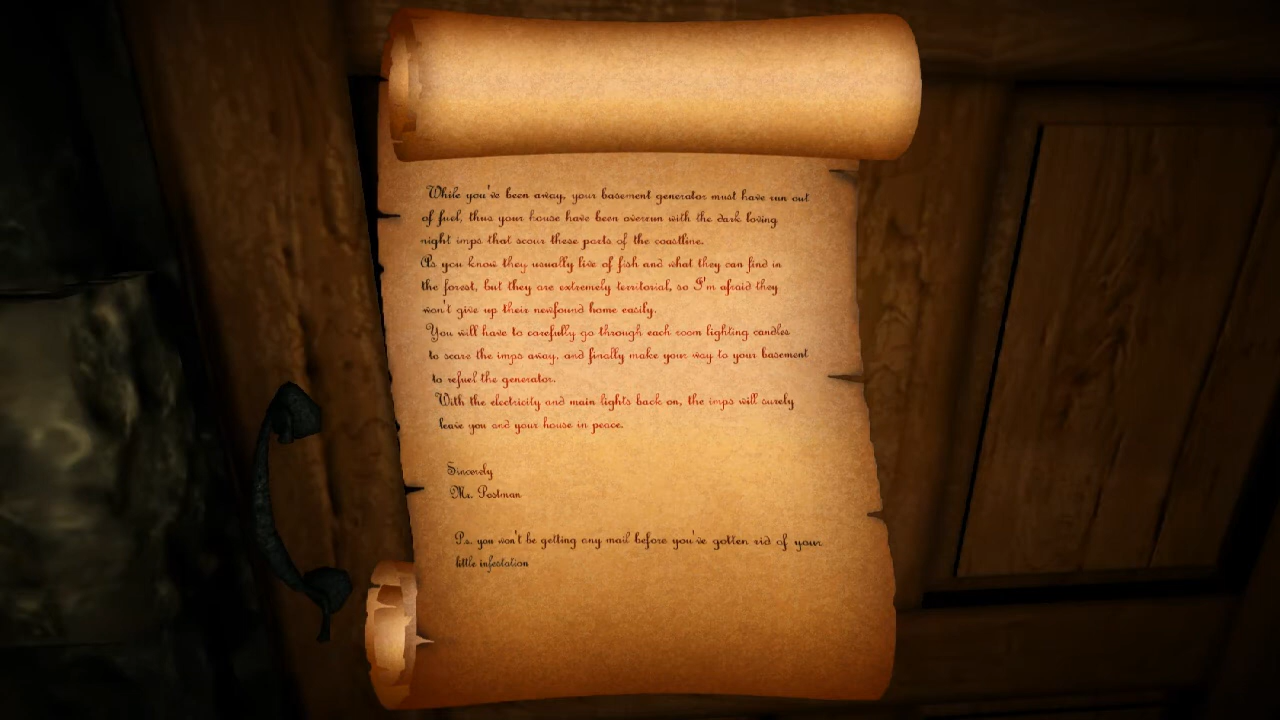 While you've been away, your basement generator must have run out
of fuel, thus your house have been overrun with the dark loving
night imps that scour these parts of the coastline.
As you know they usually live of fish and what they can find in
the forest, but they are extremely territorial, so I'm afraid they
won't give up their newfound home easily.
You will have to carefully go through each room lighting candles
to scare the imps away, and finally make your way to your basement
to refuel the generator.
With the electricity and main lights back on, the imps will surely
leave you and your house in peace.
Sincerely
Mr. Postman
P.s. you won't be getting any mail before you've gotten rid of your
little infestation